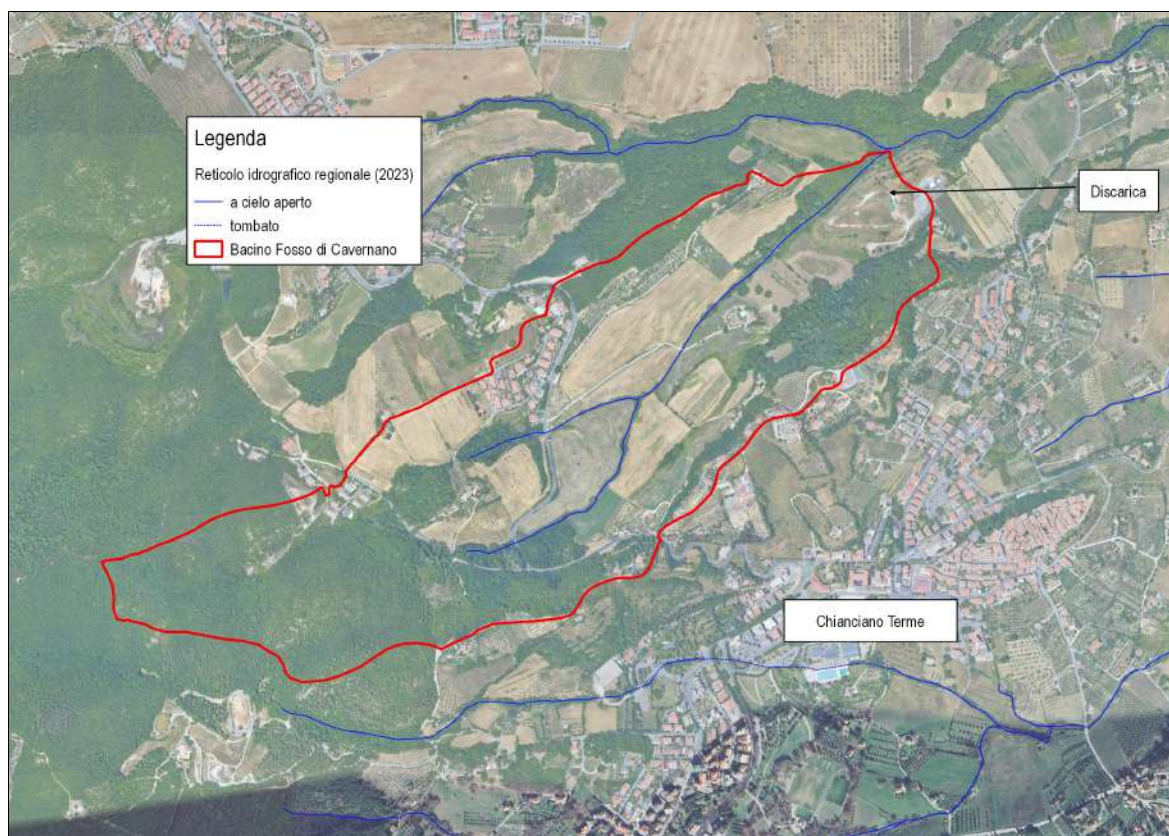 Legenda
Reticolo idrografico regionale (2023)
a cielo aperto
tombato
Bacino Fosso di Cavernano
Discarica
Chianciano Terme